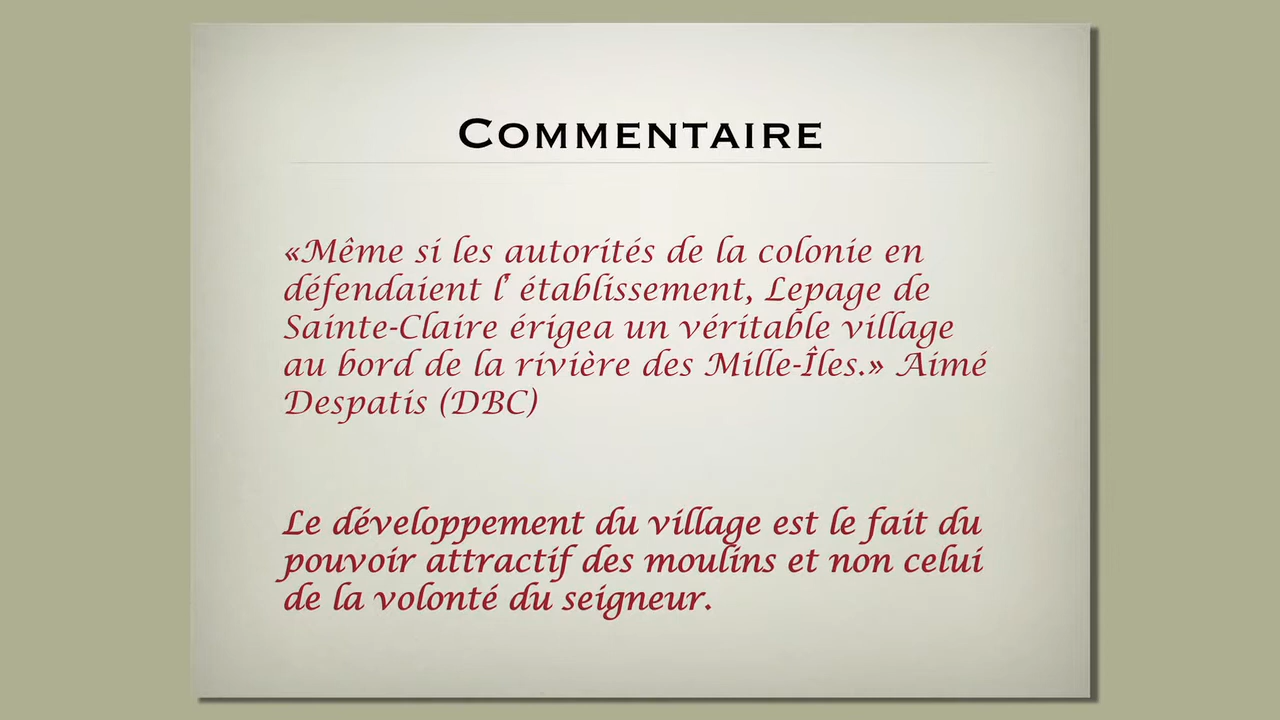 COMMENTAIRE
«Même si les autorités de la colonie en
défendaient l’ établissement, Lepage de
Sainte-Claire érigea un véritable village
au bord de la rivière des Mille-Îles.» Aimé
Despatis (DBC)
Le développement du village est le fait du
pouvoir attractif des moulins et non celui
de la volonté du seigneur.